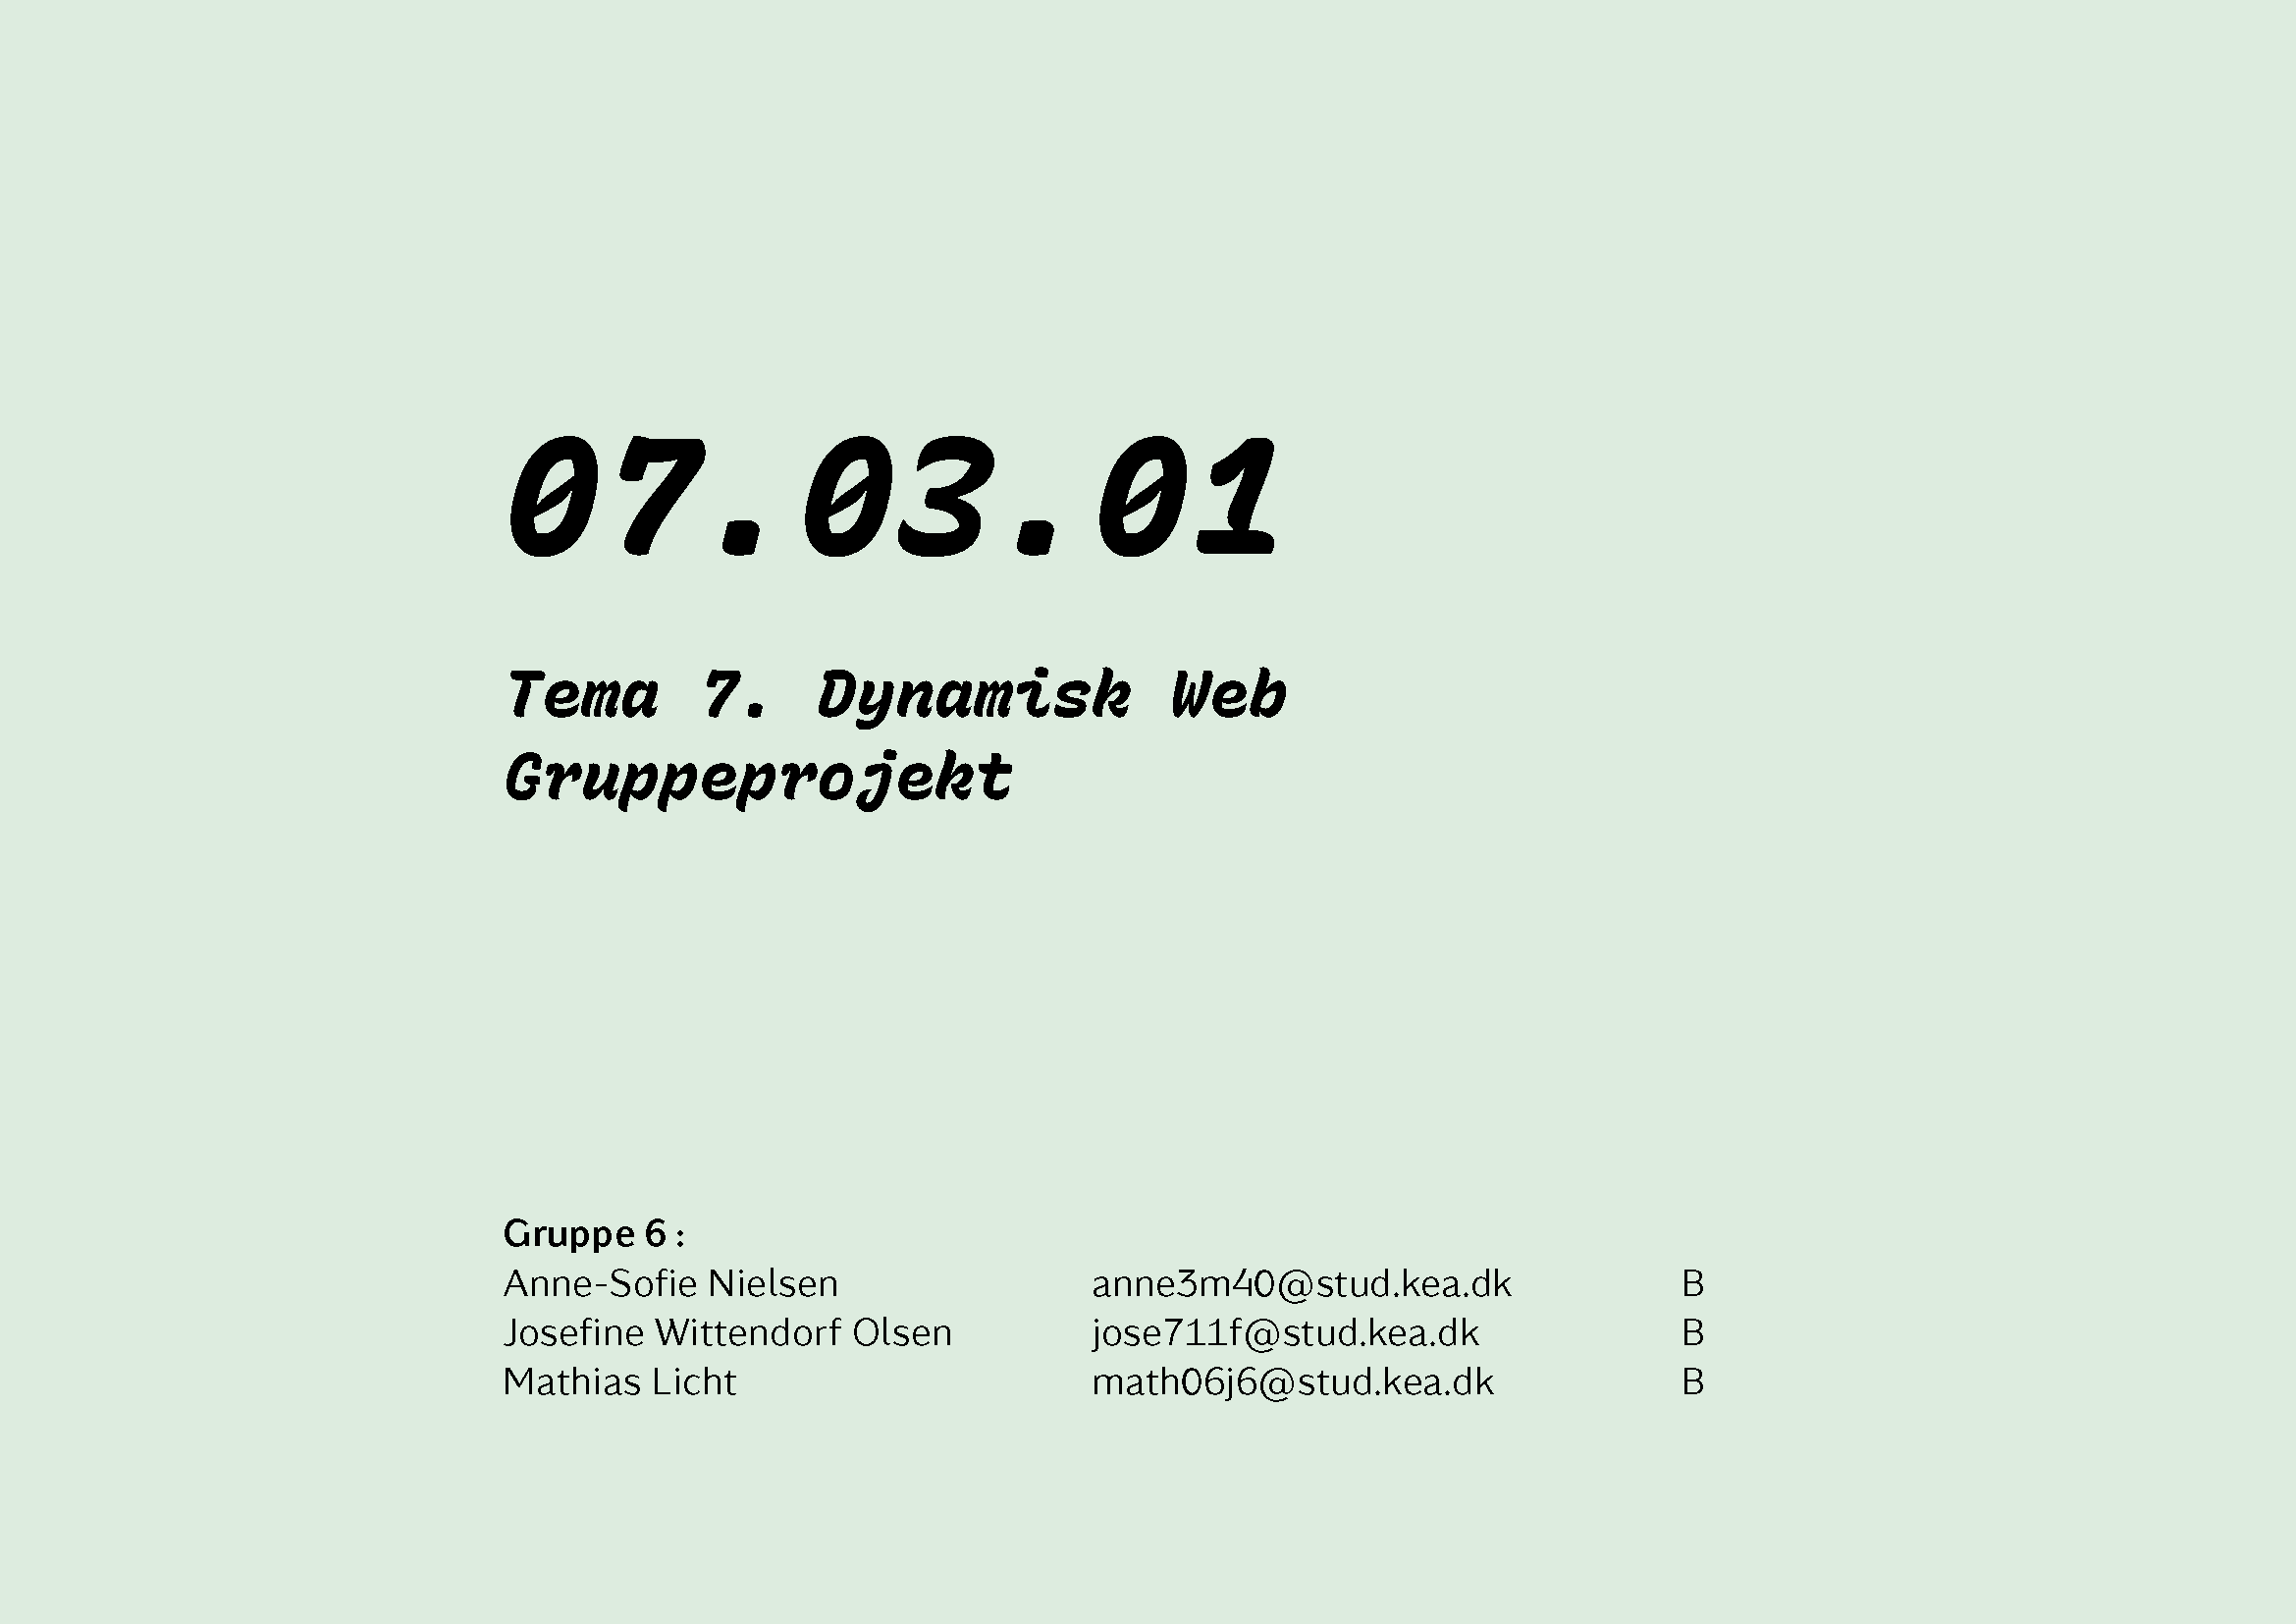 07.03.01
Tema 7. Dynamisk Web
Gruppeprojekt
Gruppe 6 :
Anne-Sofie Nielsen anne3m40@stud.kea.dk B
Josefine Wittendorf Olsen jose711f@stud.kea.dk B
Mathias Licht math06j6@stud.kea.dk B